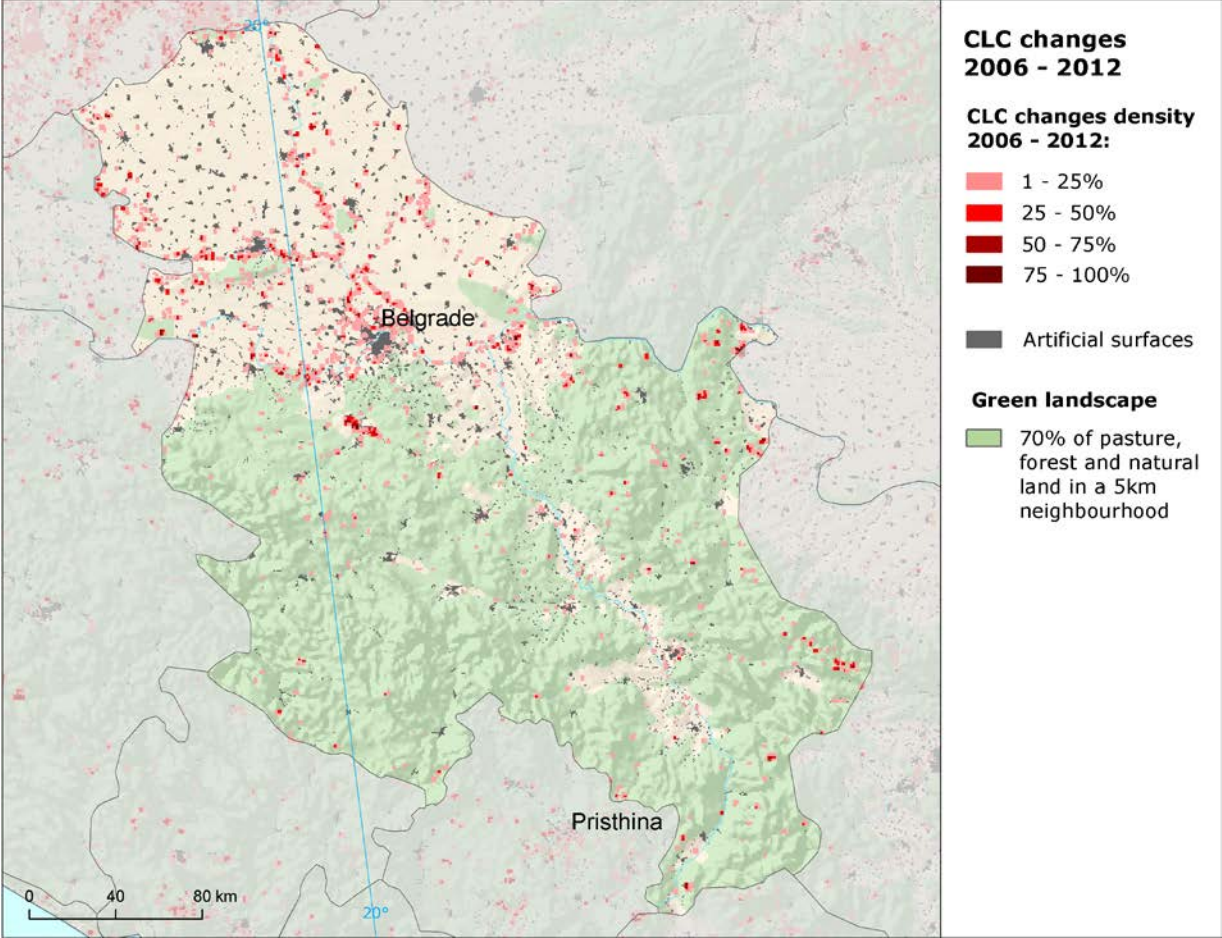 20°
Belgrade
Pristhina
0 40 80 km
20°
CLC changes
2006 - 2012
CLC changes density
2006 - 2012:
1 - 25%
25 - 50%
50 - 75%
75 - 100%
Artificial surfaces
Green landscape
70% of pasture,
forest and natural
land in a 5km
neighbourhood